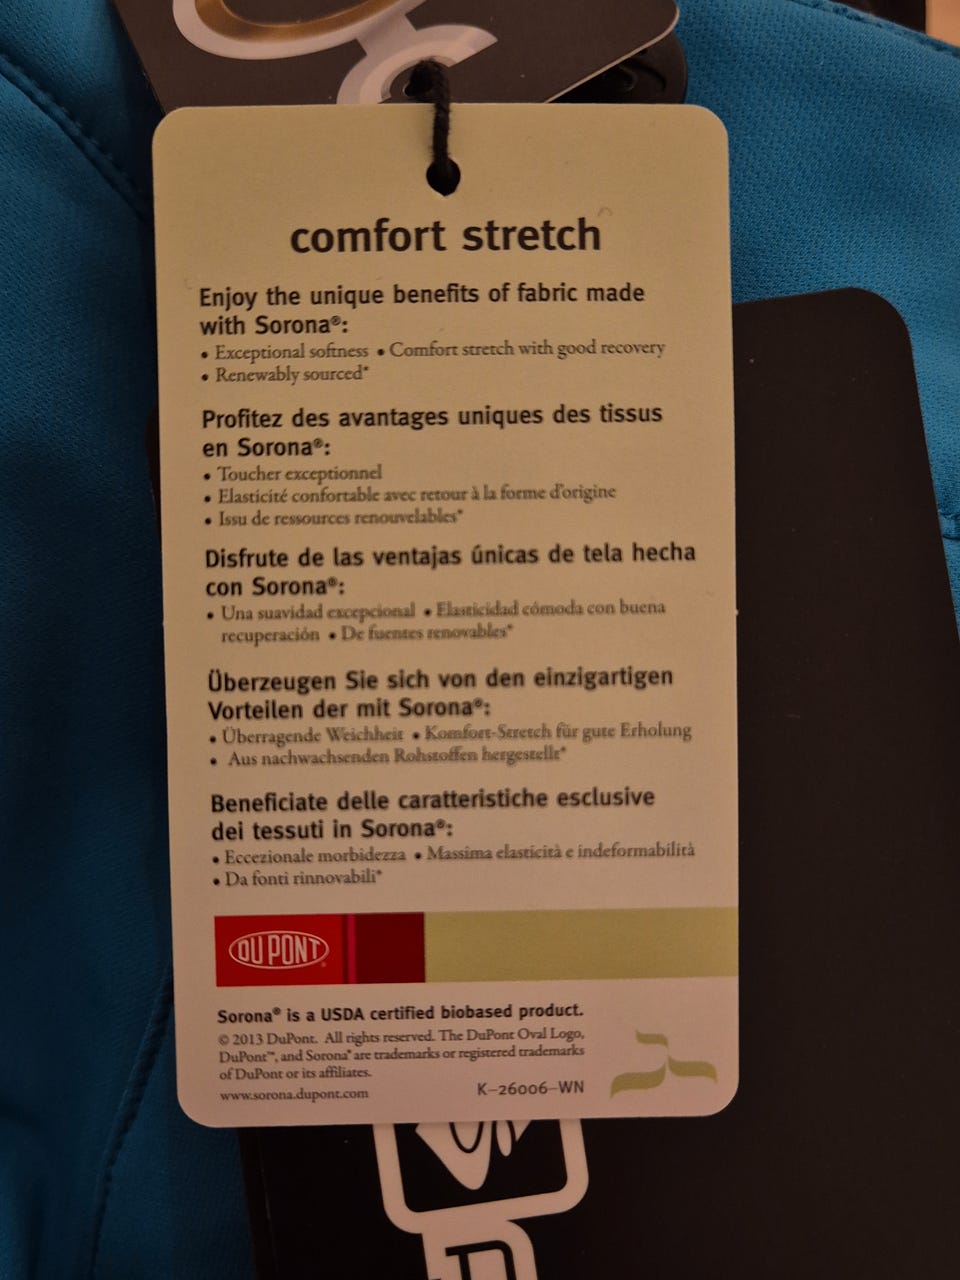 comfort stretch
Enjoy the unique benefits of fabric made
with Sorona®:
• Exceptional softness • Comfort stretch with good recovery
• Renewably sourced*
Profitez des avantages uniques des tissus
en Sorona®:
• Toucher exceptionnel
• Elasticité confortable avec retour à la forme d'origine
• Issu de ressources renouvelables*
Disfrute de las ventajas únicas de tela hecha
con Sorona®:
• Una suavidad excepcional • Elasticidad cómoda con buena
recuperación • De fuentes renovables*
Überzeugen Sie sich von den einzigartigen
Vorteilen der mit Sorona®:
• Überragende Weichheit • Komfort-Stretch für gute Erholung
• Aus nachwachsenden Rohstoffen hergestellt*
Beneficiate delle caratteristiche esclusive
dei tessuti in Sorona®:
• Eccezionale morbidezza • Massima elasticità e indeformabilità
• Da fonti rinnovabili*
DU PONT®
Sorona® is a USDA certified biobased product.
© 2013 DuPont. All rights reserved. The DuPont Oval Logo,
DuPont™, and Sorona® are trademarks or registered trademarks
of DuPont or its affiliates.
www.sorona.dupont.com K-26006-WN